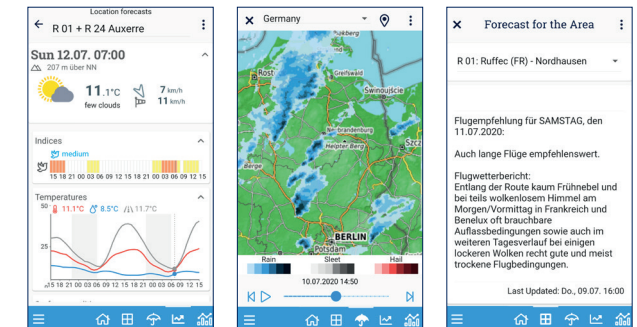 Location forecasts
R 01 + R 24 Auxerre
Sun 12.07. 07:00
207 m über NN
11.1°C
few clouds
7 km/h
11 km/h
Indices
medium
15 18 21 00 03 06 09 12 15 18 21 00 03 06 09 12 15
Temperatures
50
11.1°C 8.5°C 11.7°C
25
15 18 21 00 03 06 09 12 15 18 21 00 03 06 09 12 15
Germany
Rost
Greifswald
Świnoujście
Neubrandenburg
Szcz
Helpter Berg
Berge
BERLIN
Potsdam
Rain Sleet Hail
10.07.2020 14:50
Forecast for the Area
R 01: Ruffec (FR) - Nordhausen
Flugempfehlung für SAMSTAG, den
11.07.2020:
Auch lange Flüge empfehlenswert.
Flugwetterbericht:
Entlang der Route kaum Frühnebel und
bei teils wolkenlosem Himmel am
Morgen/Vormittag in Frankreich und
Benelux oft brauchbare
Auflassbedingungen sowie auch im
weiteren Tagesverlauf bei einigen
lockeren Wolken recht gute und meist
trockene Flugbedingungen.
Last Updated: Do., 09.07. 16:00